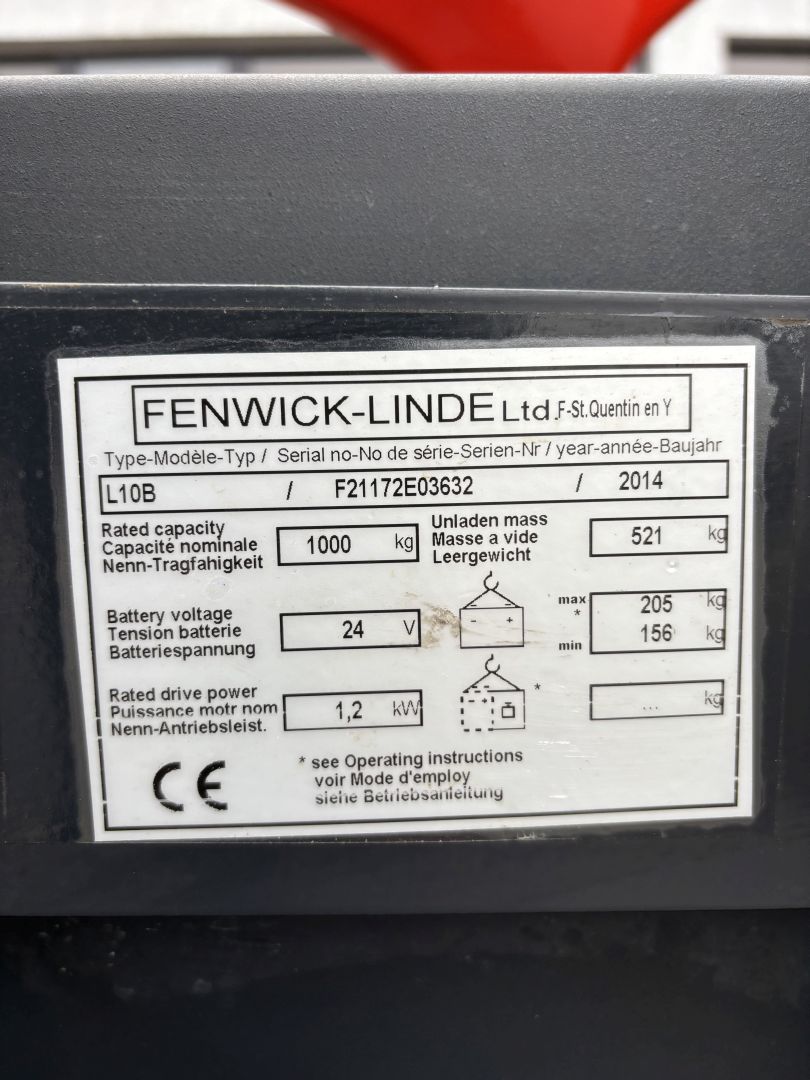 FENWICK-LINDE Ltd. F-St. Quentin en Y
Type-Modèle-Typ / Serial no-No de série-Serien-Nr / year-année-Baujahr
L10B / F21172E03632 / 2014
Rated capacity
Capacité nominale
Nenn-Tragfahigkeit
1000 kg
Unladen mass
Masse a vide
Leergewicht
521 kg
Battery voltage
Tension batterie
Batteriespannung
24 V
- +
max
*
min
205 kg
156 kg
Rated drive power
Puissance motr nom
Nenn-Antriebsleist.
1,2 kW
*
... kg
CE
* see Operating instructions
voir Mode d'employ
siehe Betriebsanleitung